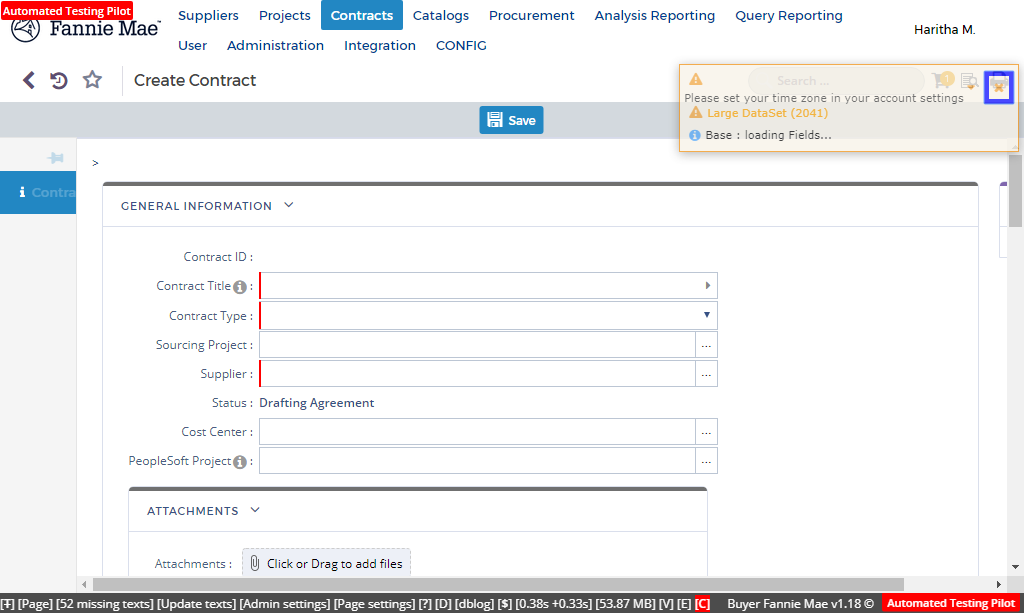 Automated Testing Pilot
Fannie Mae
Suppliers Projects Contracts Catalogs Procurement Analysis Reporting Query Reporting
User Administration Integration CONFIG
Haritha M.
Create Contract
Search ...
1
Please set your time zone in your account settings
Large DataSet (2041)
Base : loading Fields...
Save
Contra
>
GENERAL INFORMATION
Contract ID :
Contract Title :
Contract Type :
Sourcing Project : ...
Supplier : ...
Status : Drafting Agreement
Cost Center : ...
PeopleSoft Project : ...
ATTACHMENTS
Attachments : Click or Drag to add files
[Ŧ] [Page] [52 missing texts] [Update texts] [Admin settings] [Page settings] [?] [D] [dblog] [$] [0.38s +0.33s] [53.87 MB] [V] [E] [C] Buyer Fannie Mae v1.18 © Automated Testing Pilot